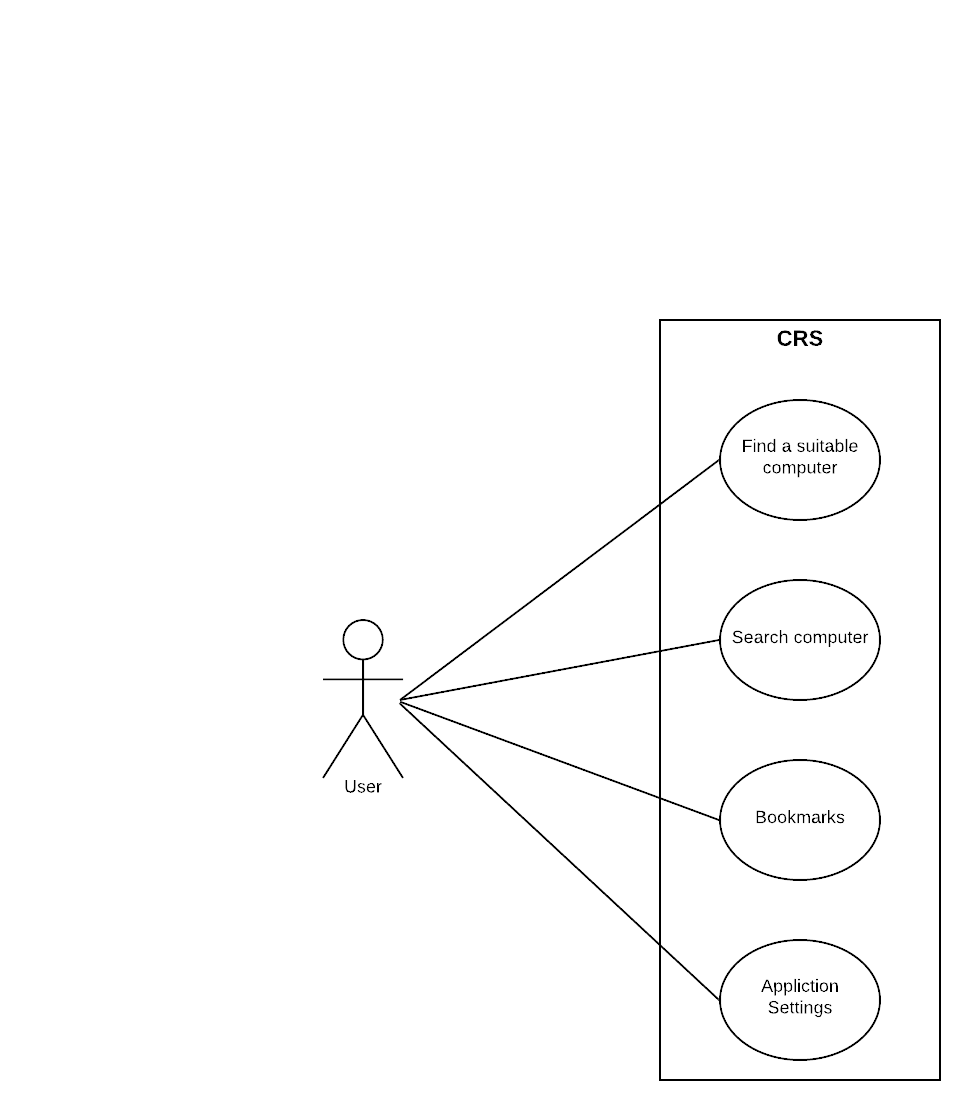 CRS
Find a suitable
computer
Search computer
User
Bookmarks
Appliction
Settings